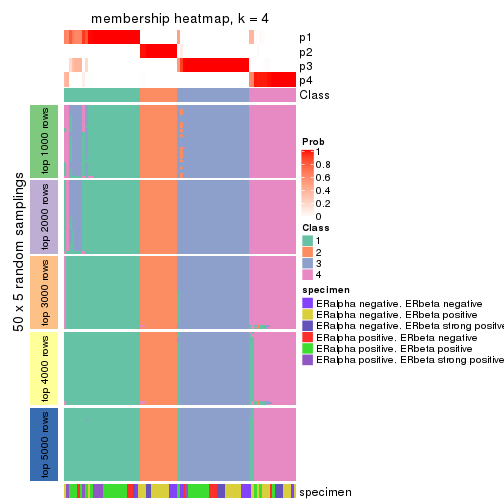 membership heatmap, k = 4
p1
p2
p3
p4
Class
50 x 5 random samplings
top 1000 rows
top 2000 rows
top 3000 rows
top 4000 rows
top 5000 rows
Prob
1
0.8
0.6
0.4
0.2
0
Class
1
2
3
4
specimen
ERalpha negative. ERbeta negative
ERalpha negative. ERbeta positive
ERalpha negative. ERbeta strong positive
ERalpha positive. ERbeta negative
ERalpha positive. ERbeta positive
ERalpha positive. ERbeta strong positive
specimen